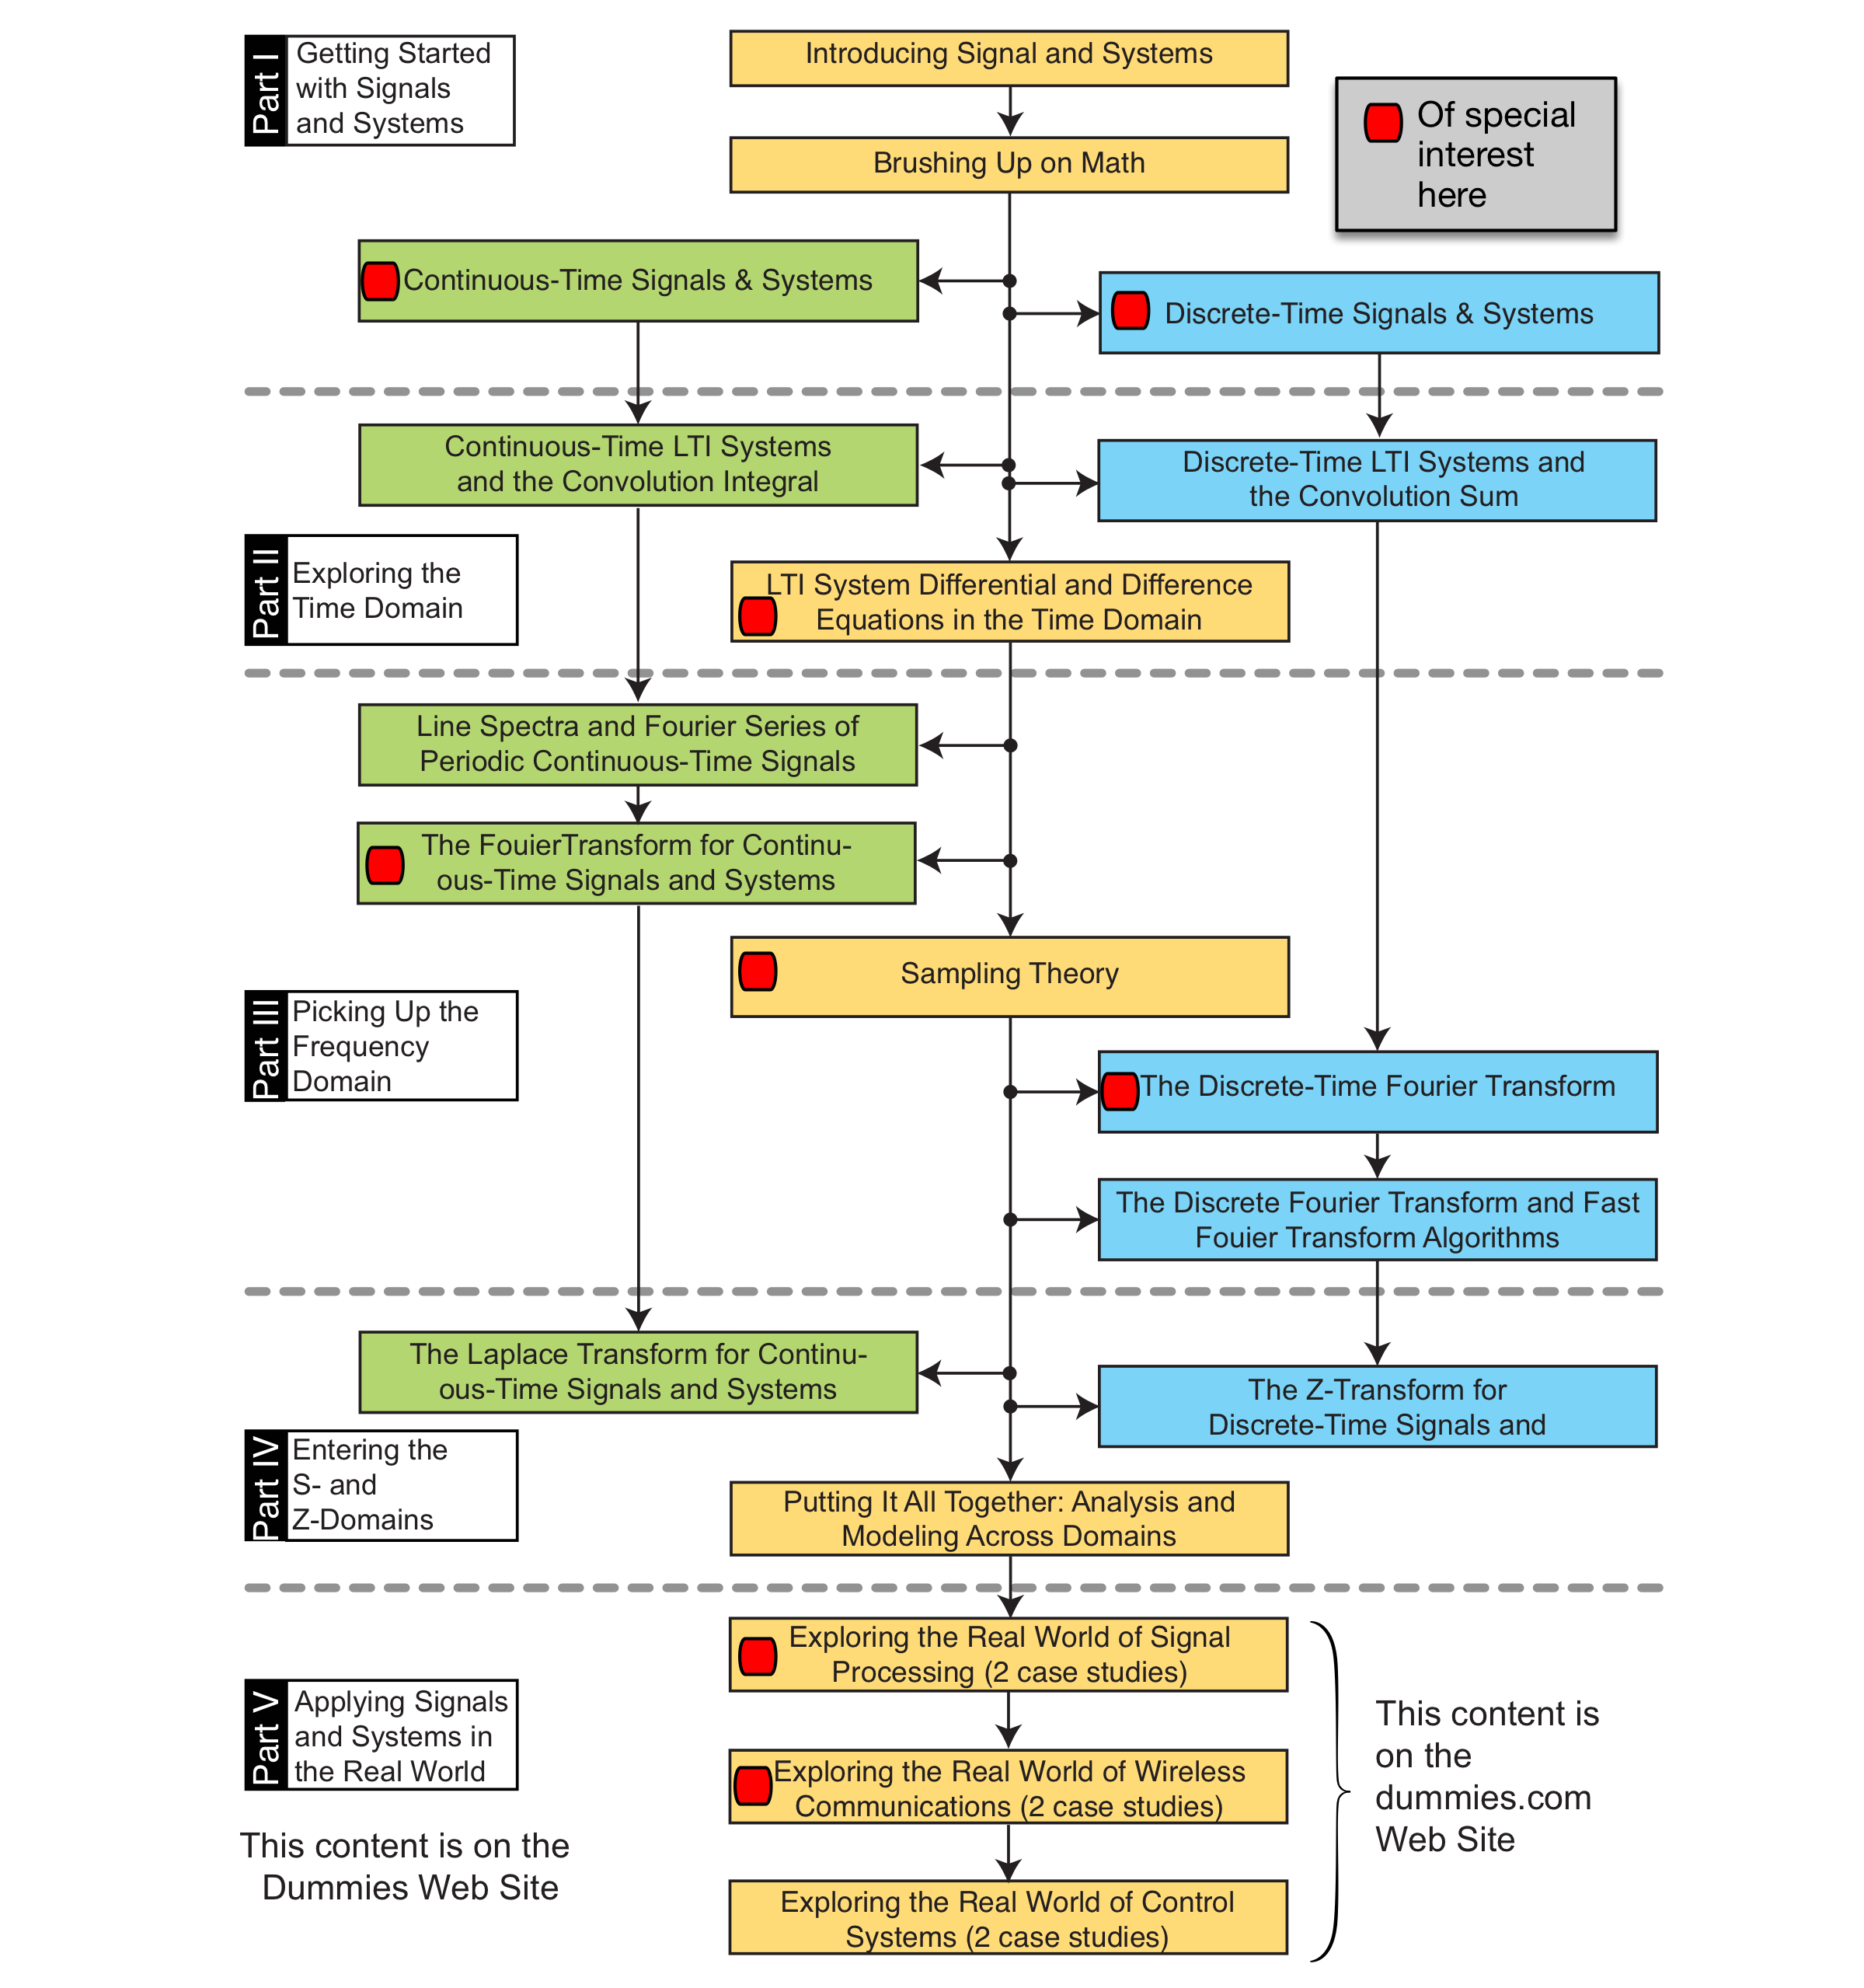 Part I
Getting Started
with Signals
and Systems
Introducing Signal and Systems
Of special
interest
here
Brushing Up on Math
Continuous-Time Signals & Systems
Discrete-Time Signals & Systems
Continuous-Time LTI Systems
and the Convolution Integral
Discrete-Time LTI Systems and
the Convolution Sum
Part II
Exploring the
Time Domain
LTI System Differential and Difference
Equations in the Time Domain
Line Spectra and Fourier Series of
Periodic Continuous-Time Signals
The FouierTransform for Continu-
ous-Time Signals and Systems
Sampling Theory
Part III
Picking Up the
Frequency
Domain
The Discrete-Time Fourier Transform
The Discrete Fourier Transform and Fast
Fouier Transform Algorithms
The Laplace Transform for Continu-
ous-Time Signals and Systems
The Z-Transform for
Discrete-Time Signals and
Part IV
Entering the
S- and
Z-Domains
Putting It All Together: Analysis and
Modeling Across Domains
Exploring the Real World of Signal
Processing (2 case studies)
Part V
Applying Signals
and Systems in
the Real World
Exploring the Real World of Wireless
Communications (2 case studies)
This content is
on the
dummies.com
Web Site
This content is on the
Dummies Web Site
Exploring the Real World of Control
Systems (2 case studies)